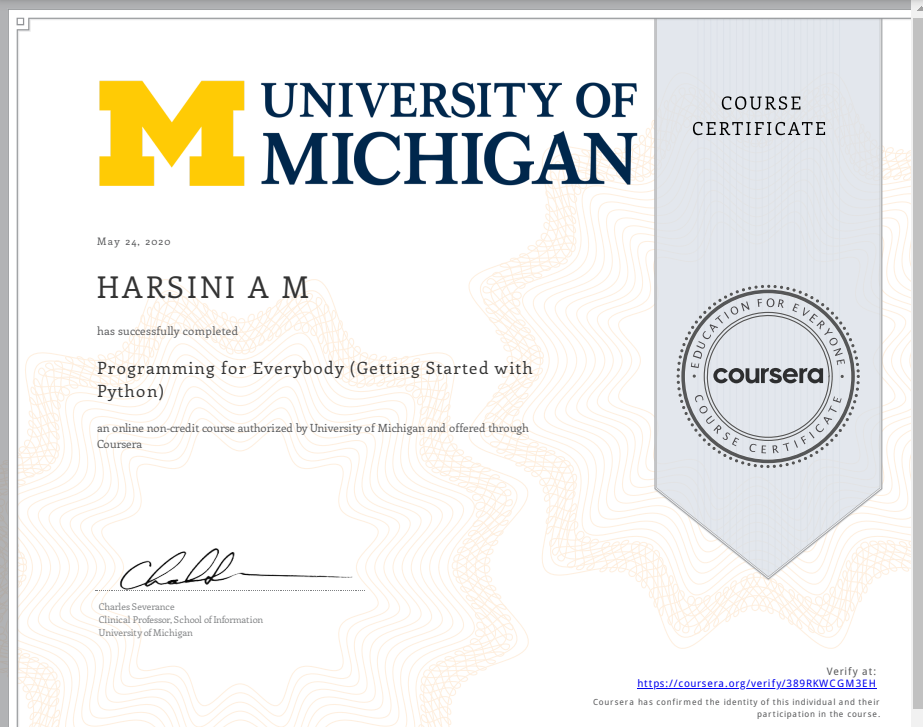 UNIVERSITY OF
MICHIGAN
COURSE
CERTIFICATE
May 24, 2020
HARSINI A M
has successfully completed
Programming for Everybody (Getting Started with
Python)
an online non-credit course authorized by University of Michigan and offered through
Coursera
EDUCATION FOR EVERYONE
coursera
COURSE CERTIFICATE
Charles Severance
Clinical Professor, School of Information
University of Michigan
Verify at:
https://coursera.org/verify/389RKWCGM3EH
Coursera has confirmed the identity of this individual and their
participation in the course.